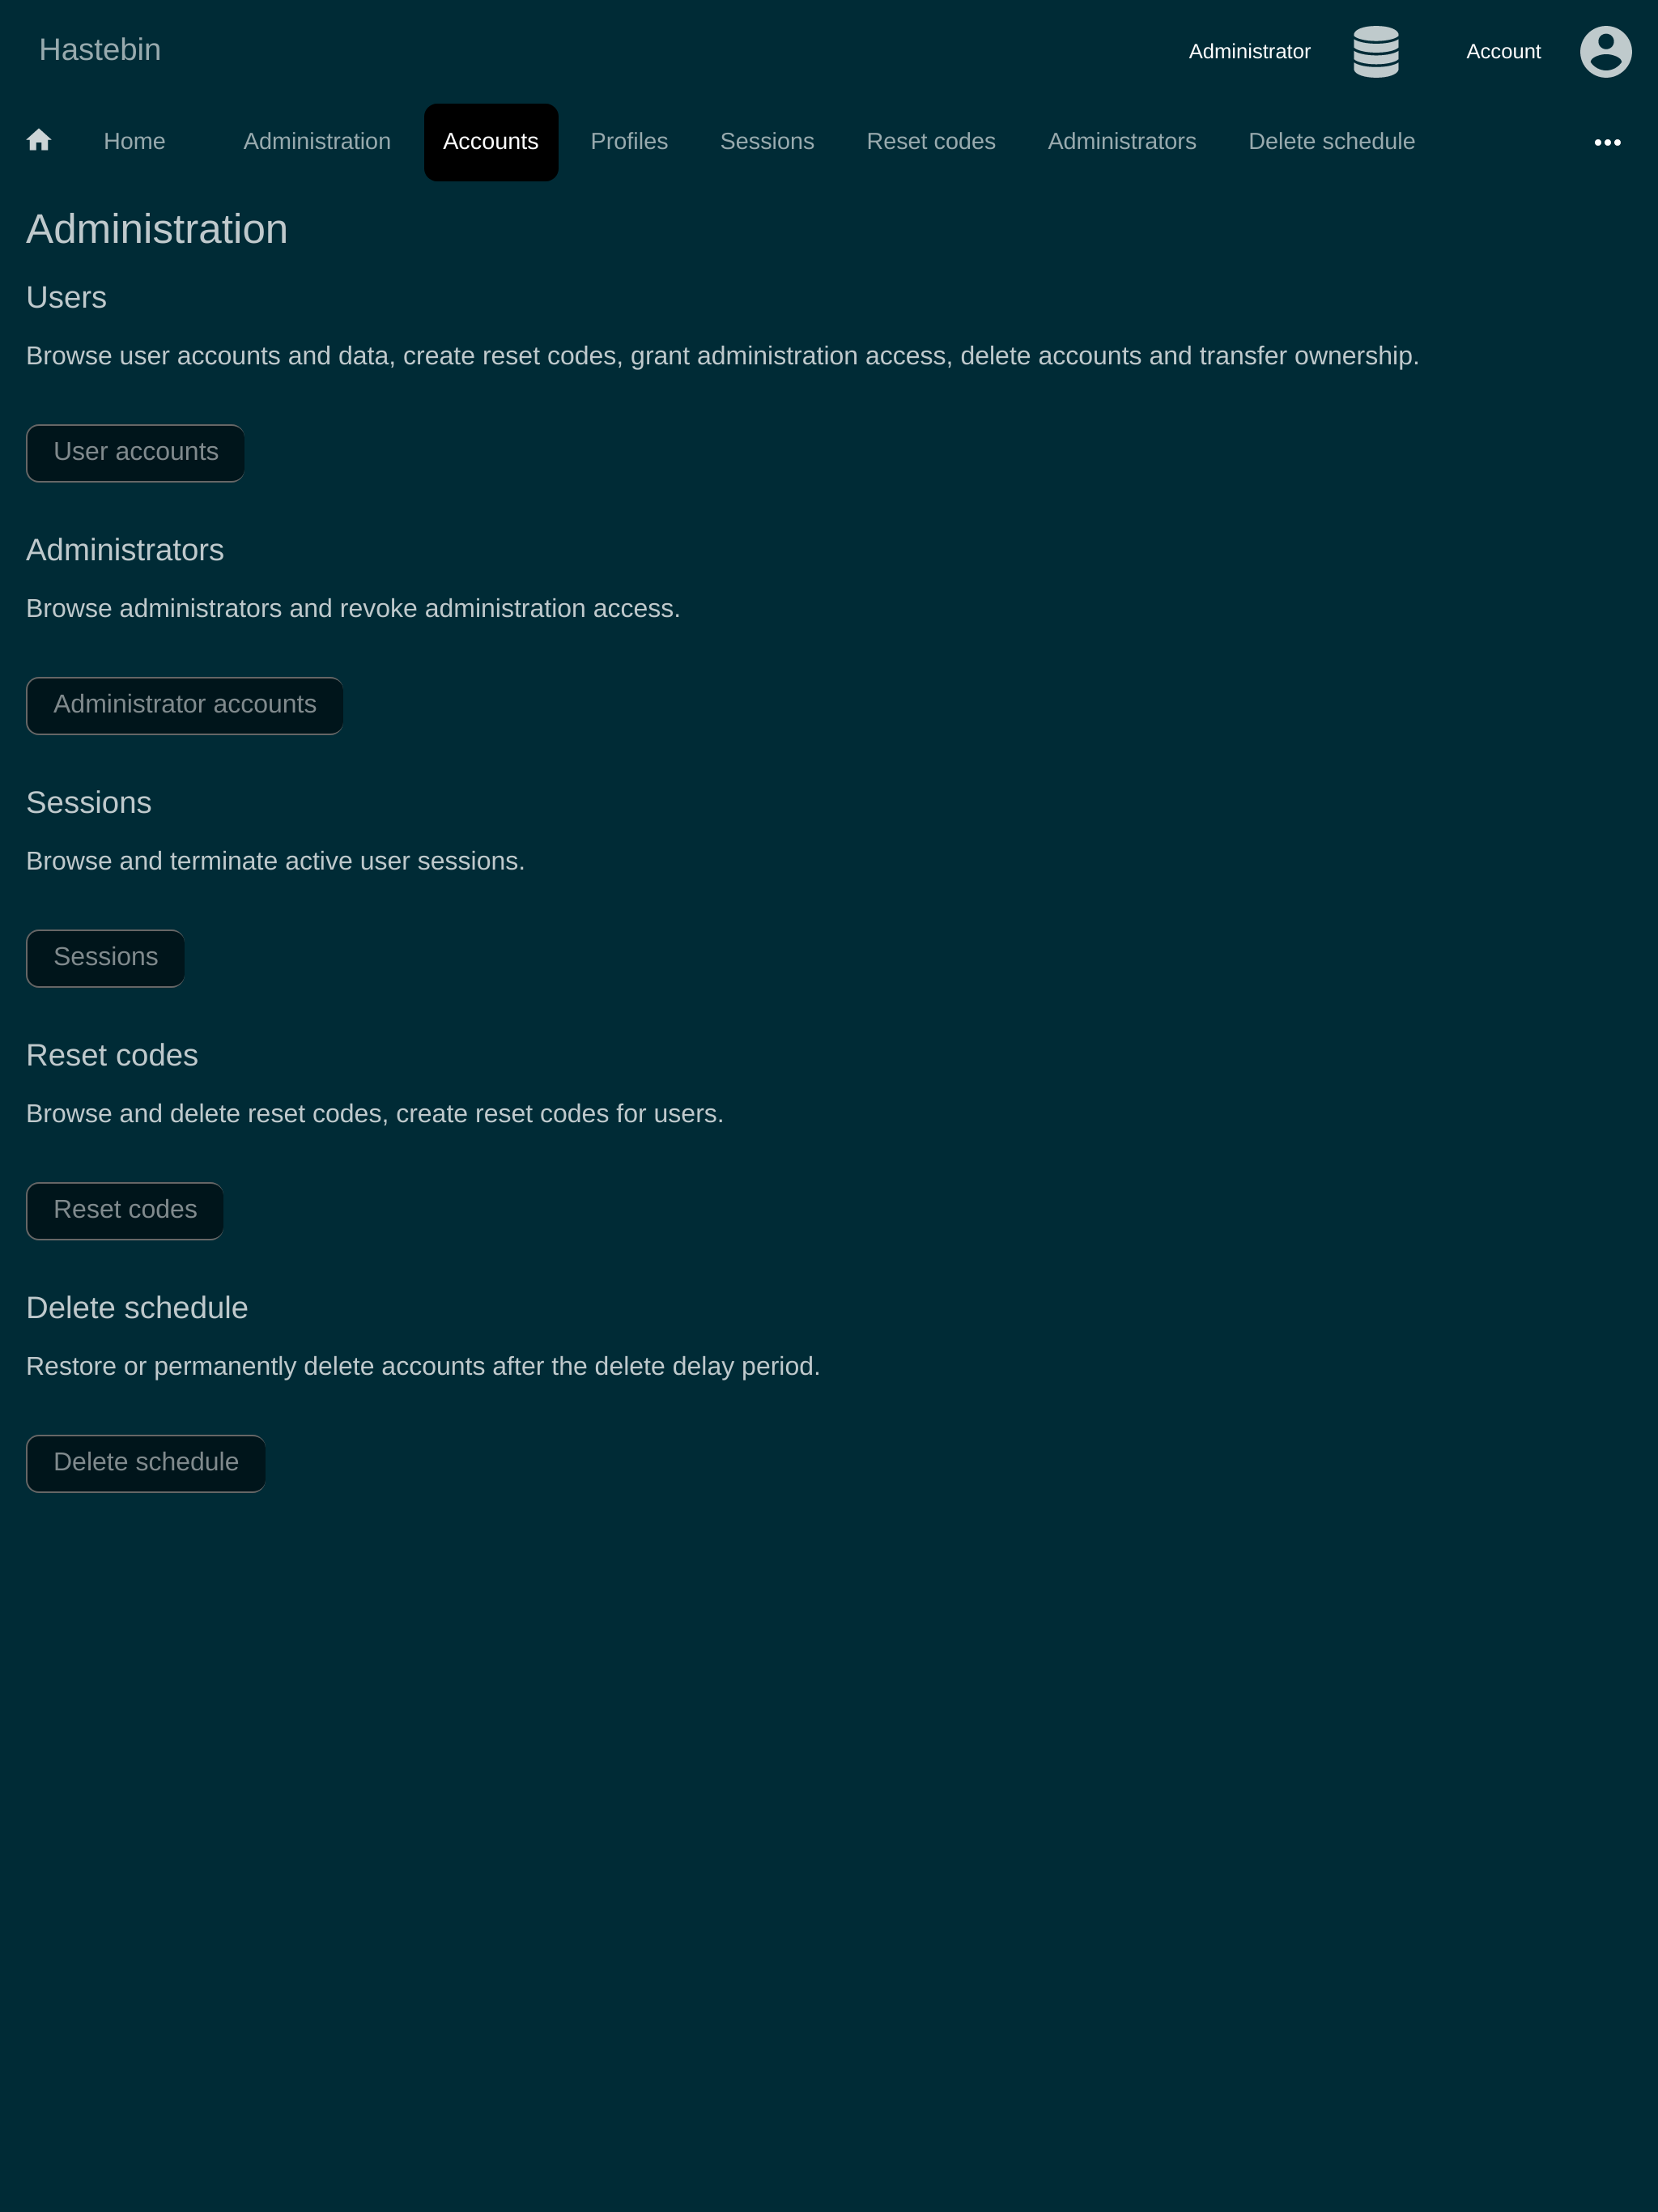 Hastebin
Administrator
Account
Home
Administration
Accounts
Profiles
Sessions
Reset codes
Administrators
Delete schedule
Administration
Users
Browse user accounts and data, create reset codes, grant administration access, delete accounts and transfer ownership.
User accounts
Administrators
Browse administrators and revoke administration access.
Administrator accounts
Sessions
Browse and terminate active user sessions.
Sessions
Reset codes
Browse and delete reset codes, create reset codes for users.
Reset codes
Delete schedule
Restore or permanently delete accounts after the delete delay period.
Delete schedule